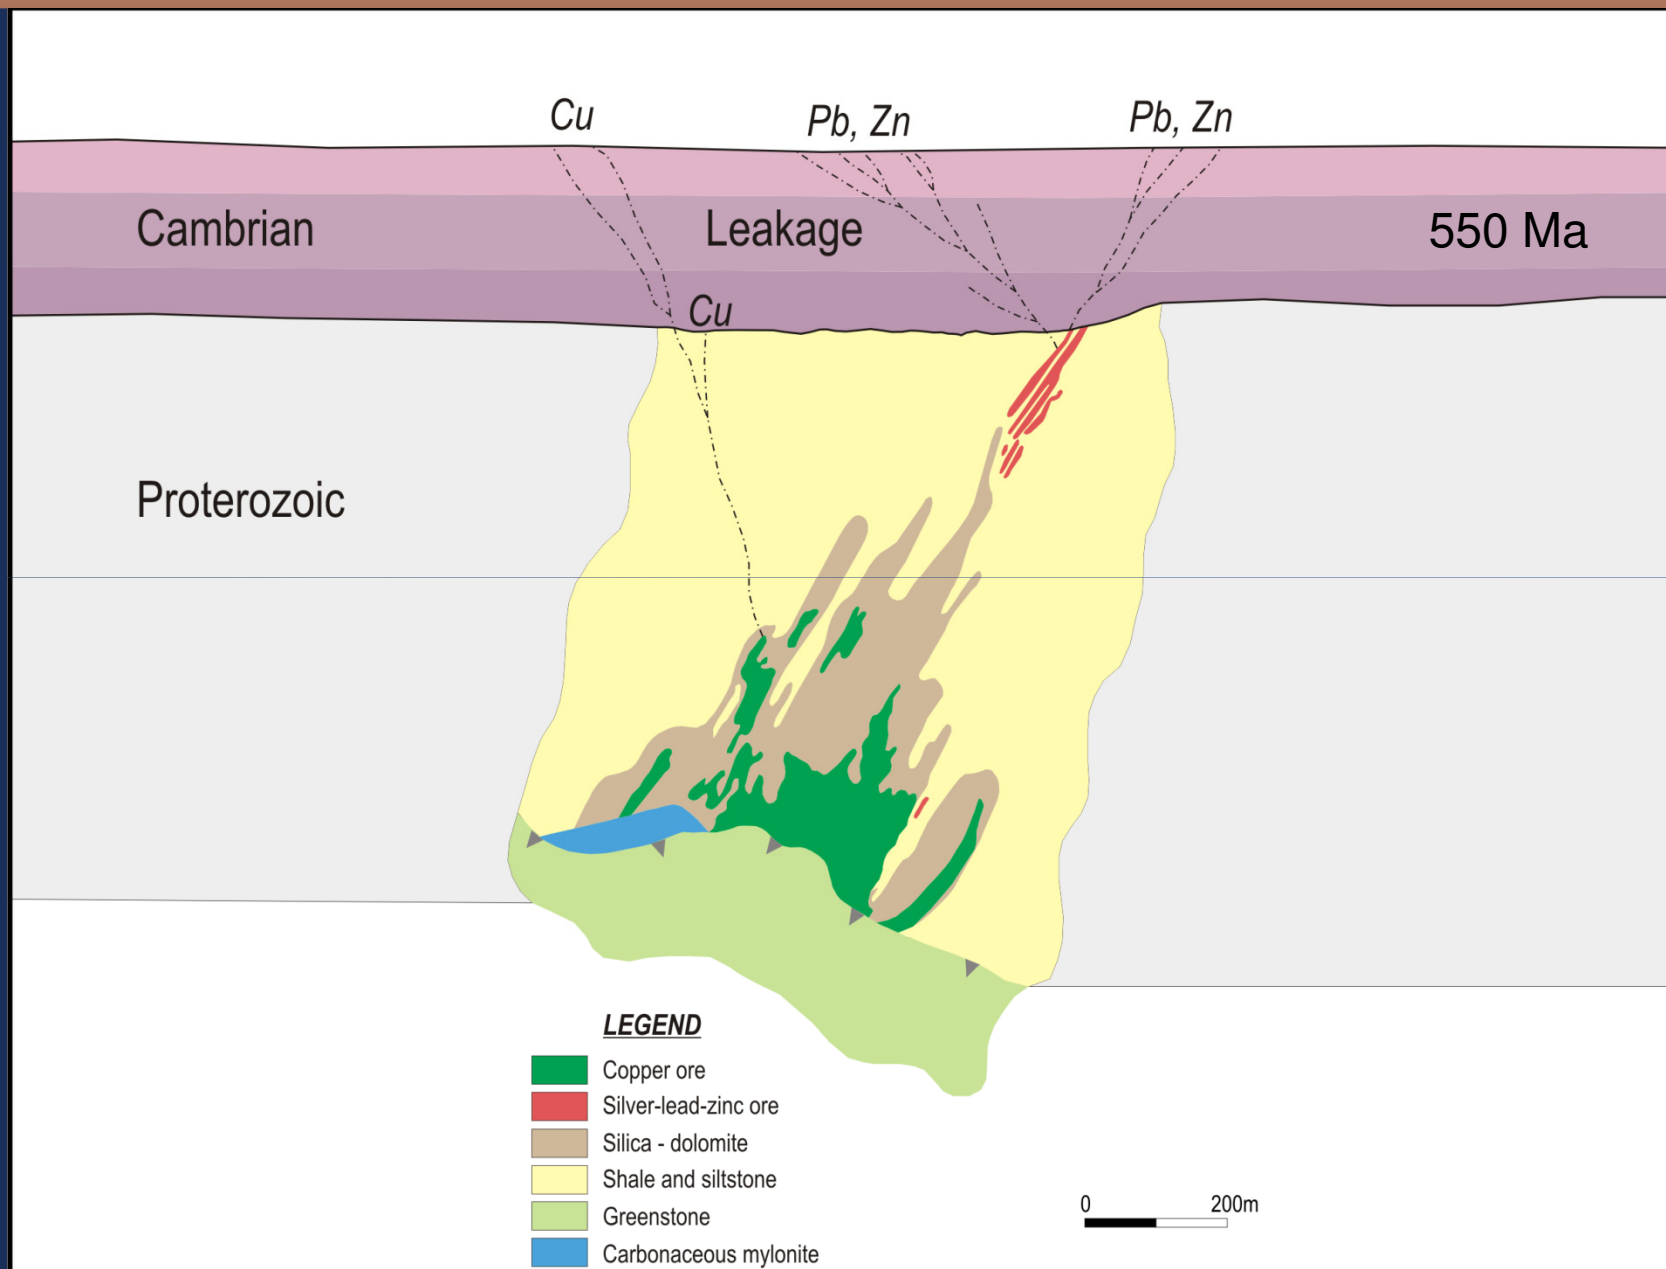 Cu
Pb, Zn
Pb, Zn
Cambrian
Leakage
550 Ma
Cu
Proterozoic
LEGEND
Copper ore
Silver-lead-zinc ore
Silica - dolomite
Shale and siltstone
Greenstone
Carbonaceous mylonite
0 200m